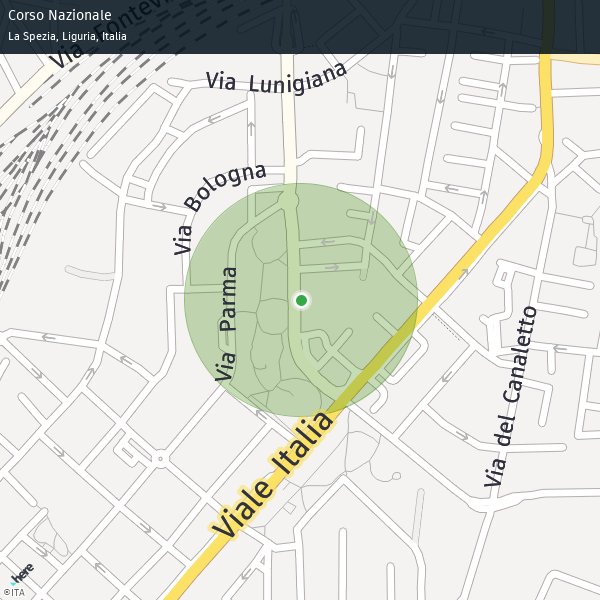 Corso Nazionale
La Spezia, Liguria, Italia
Via
Via Lunigiana
Via Bologna
Via Parma
Via del Canaletto
Viale Italia
here
©ITA